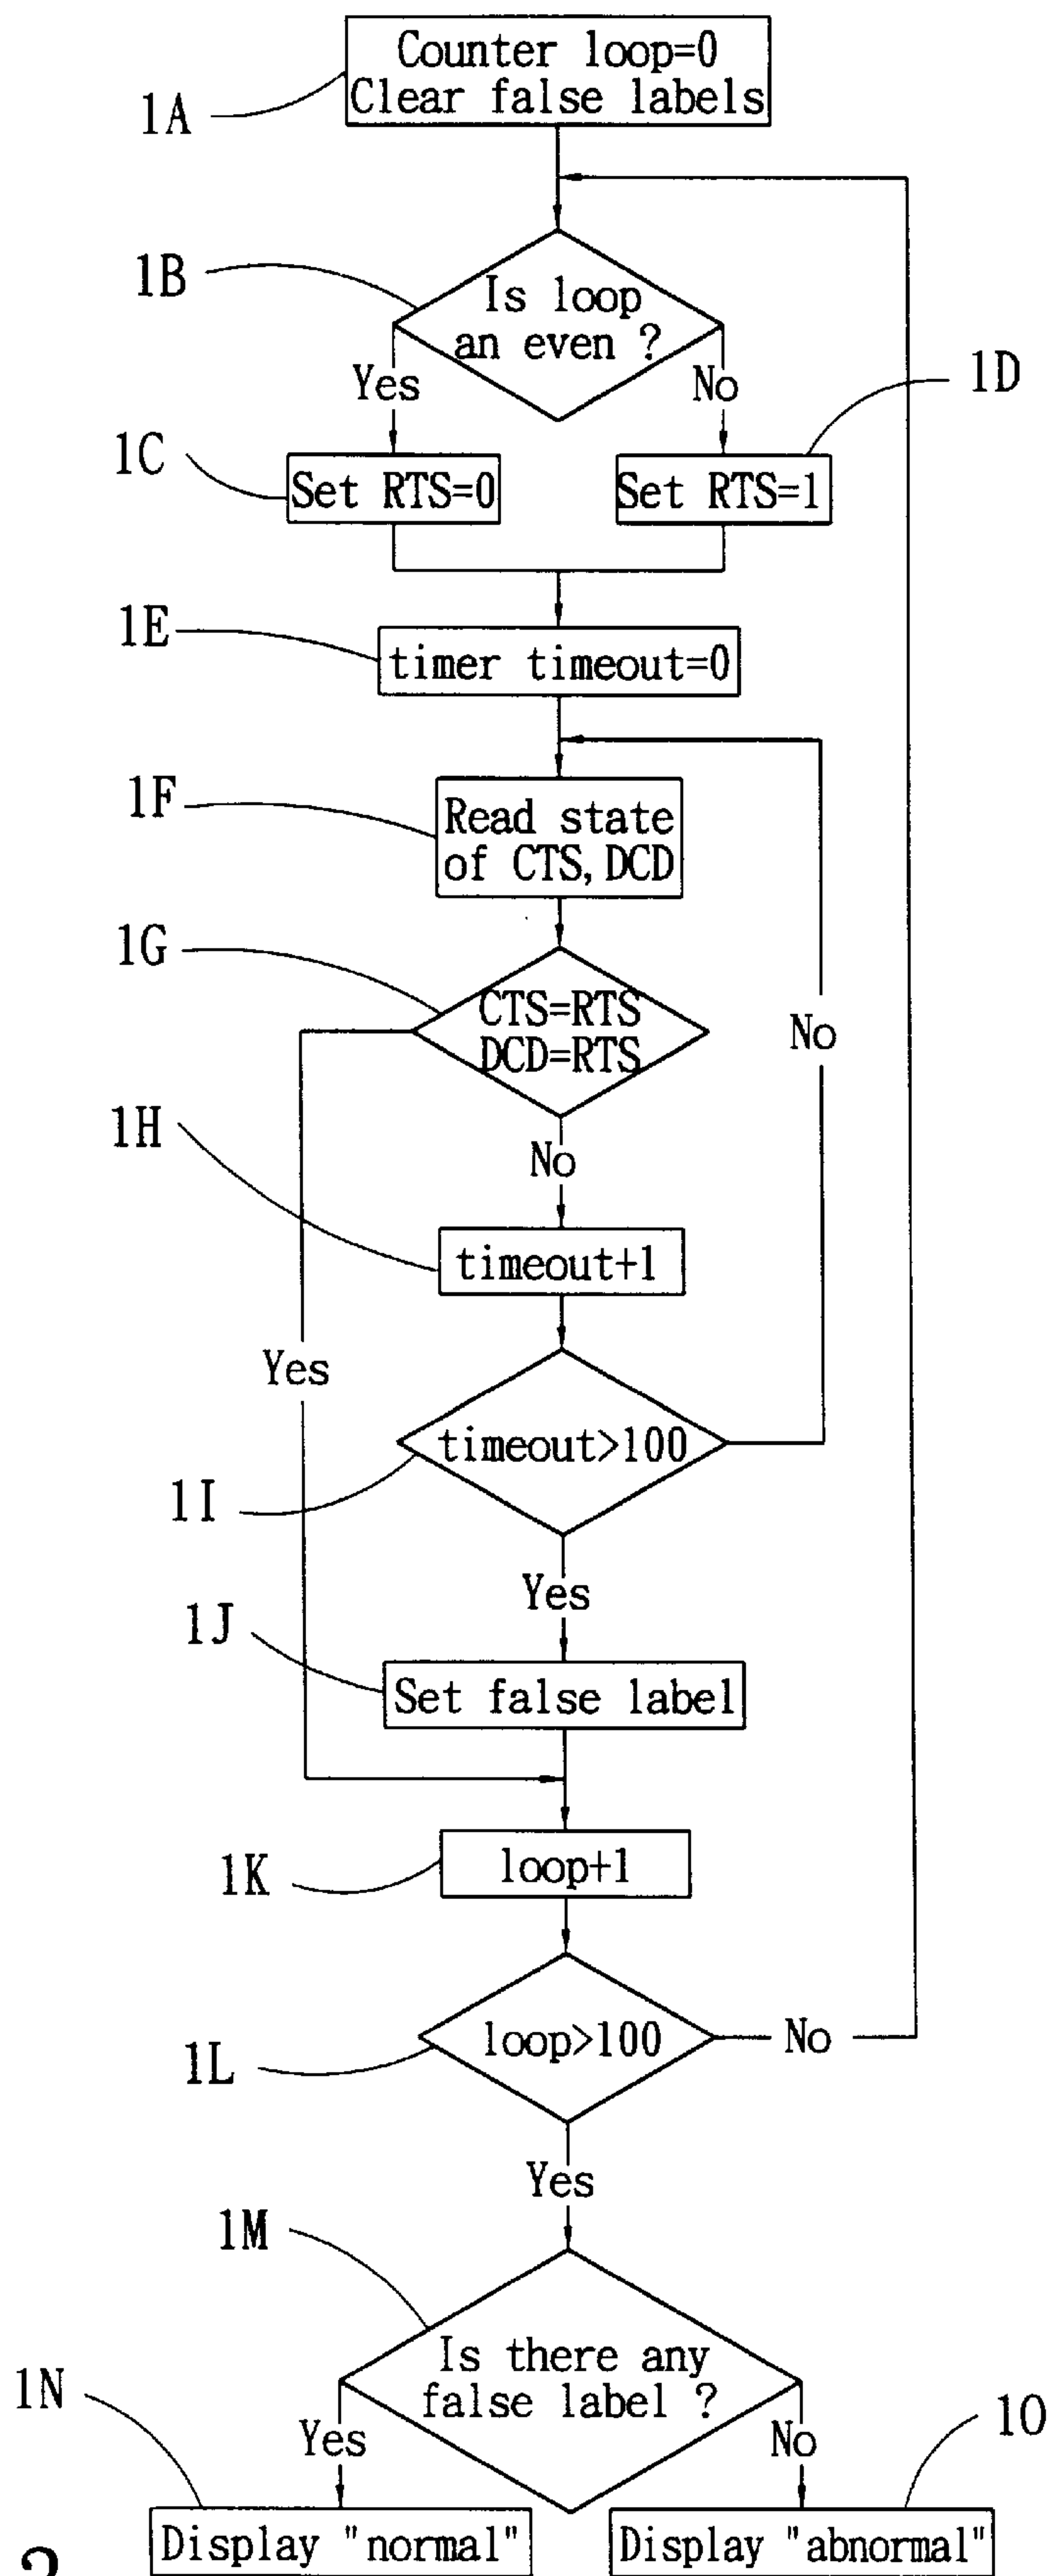 Counter loop=0
Clear false labels
1A
1B
Is loop
an even ?
Yes
No
1D
1C
Set RTS=0
Set RTS=1
1E
timer timeout=0
1F
Read state
of CTS, DCD
1G
CTS=RTS
DCD=RTS
No
1H
No
timeout+1
Yes
timeout>100
1I
Yes
1J
Set false label
1K
loop+1
loop>100
No
1L
Yes
1M
Is there any
false label ?
1N
Yes
No
1O
Display "normal"
Display "abnormal"